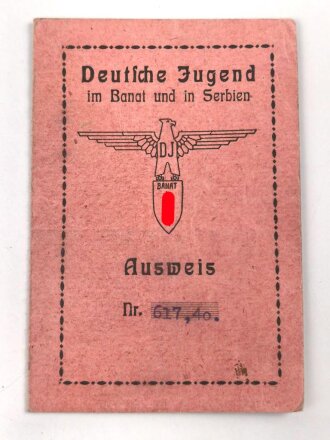 Deutsche Jugend
im Banat und in Serbien
DJ
BANAT
Ausweis
Nr. 617,40.